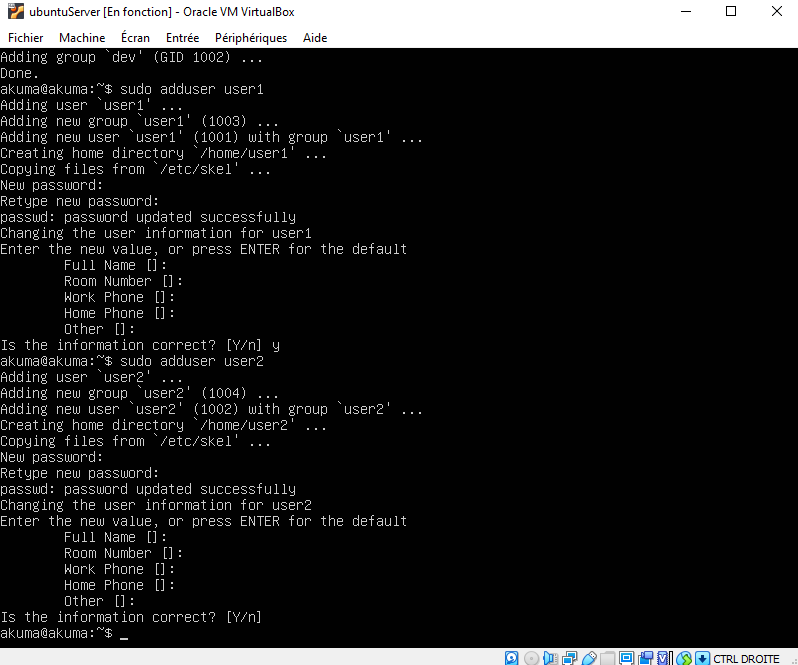 ubuntuServer [En fonction] - Oracle VM VirtualBox
Fichier Machine Écran Entrée Périphériques Aide
Adding group `dev' (GID 1002) ...
Done.
akuma@akuma:~$ sudo adduser user1
Adding user `user1' ...
Adding new group `user1' (1003) ...
Adding new user `user1' (1001) with group `user1' ...
Creating home directory `/home/user1' ...
Copying files from `/etc/skel' ...
New password:
Retype new password:
passwd: password updated successfully
Changing the user information for user1
Enter the new value, or press ENTER for the default
        Full Name []:
        Room Number []:
        Work Phone []:
        Home Phone []:
        Other []:
Is the information correct? [Y/n] y
akuma@akuma:~$ sudo adduser user2
Adding user `user2' ...
Adding new group `user2' (1004) ...
Adding new user `user2' (1002) with group `user2' ...
Creating home directory `/home/user2' ...
Copying files from `/etc/skel' ...
New password:
Retype new password:
passwd: password updated successfully
Changing the user information for user2
Enter the new value, or press ENTER for the default
        Full Name []:
        Room Number []:
        Work Phone []:
        Home Phone []:
        Other []:
Is the information correct? [Y/n]
akuma@akuma:~$ _
CTRL DROITE